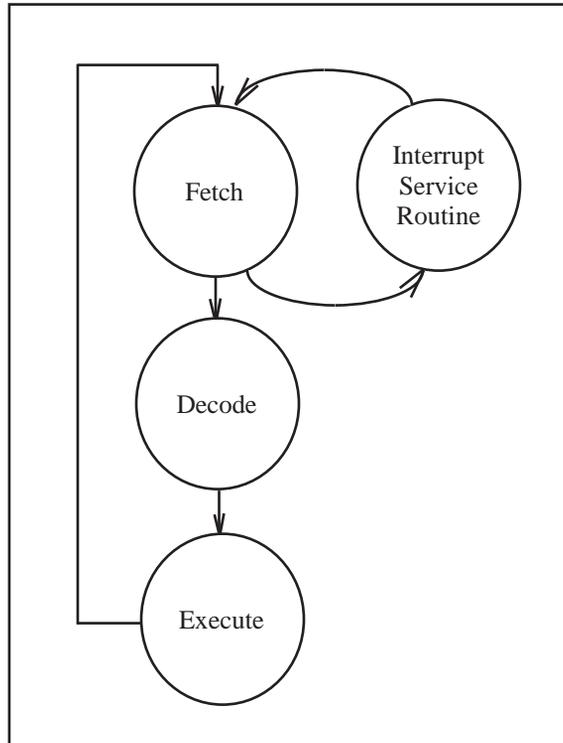 Fetch
Interrupt
Service
Routine
Decode
Execute